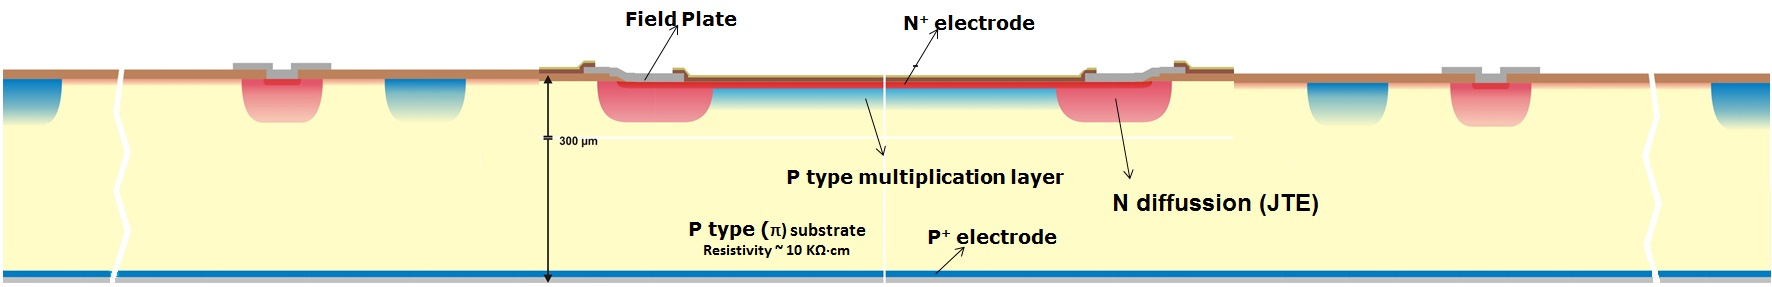 Field Plate
N⁺ electrode
300 µm
P type multiplication layer
N diffussion (JTE)
P type (π) substrate
Resistivity ~ 10 KΩ·cm
P⁺ electrode